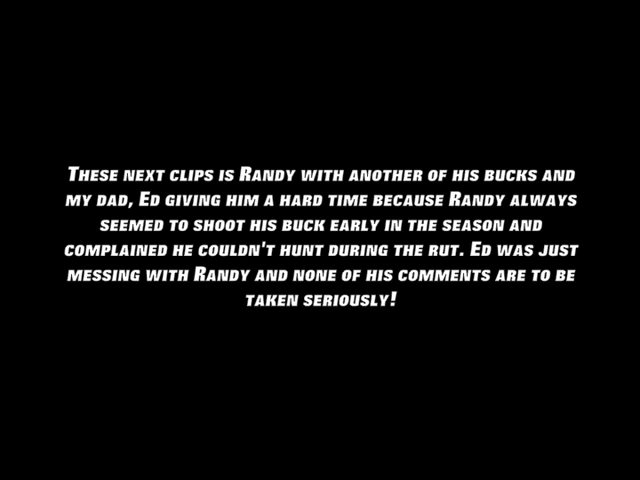 These next clips is Randy with another of his bucks and
my dad, Ed giving him a hard time because Randy always
seemed to shoot his buck early in the season and
complained he couldn't hunt during the rut. Ed was just
messing with Randy and none of his comments are to be
taken seriously!